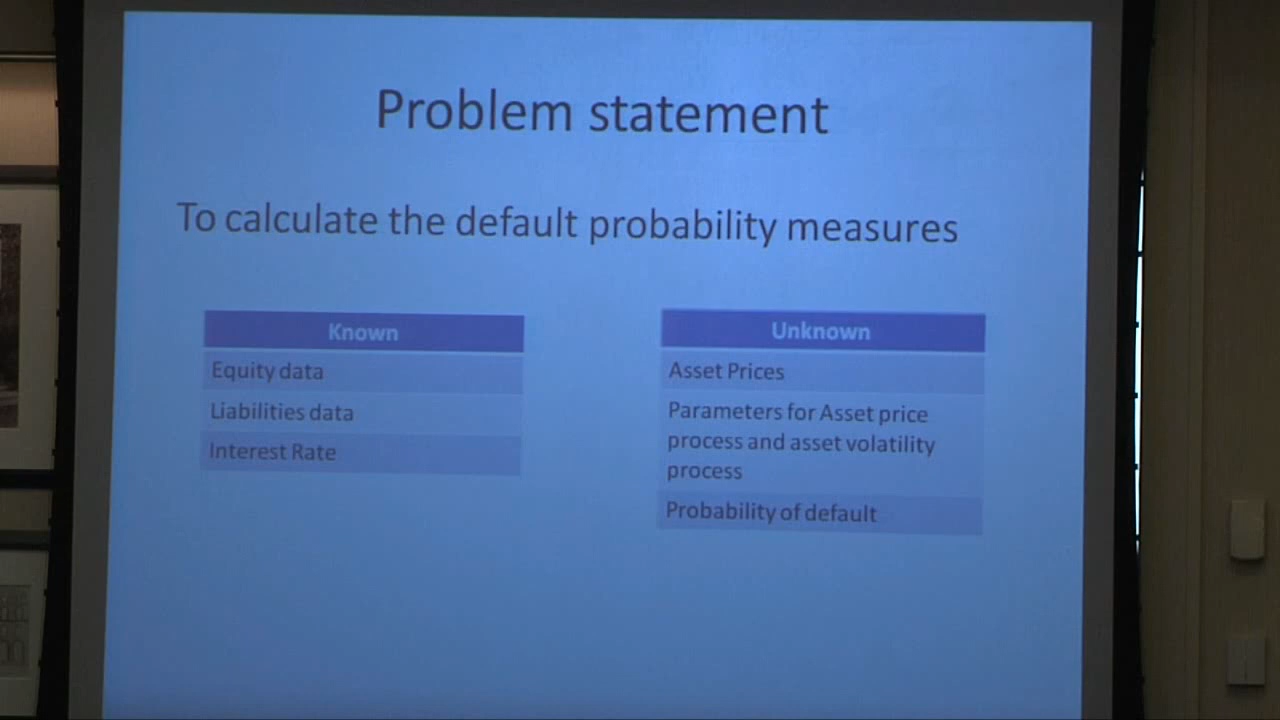 Problem statement
To calculate the default probability measures
Known
Equity data
Liabilities data
Interest Rate
Unknown
Asset Prices
Parameters for Asset price
process and asset volatility
process
Probability of default